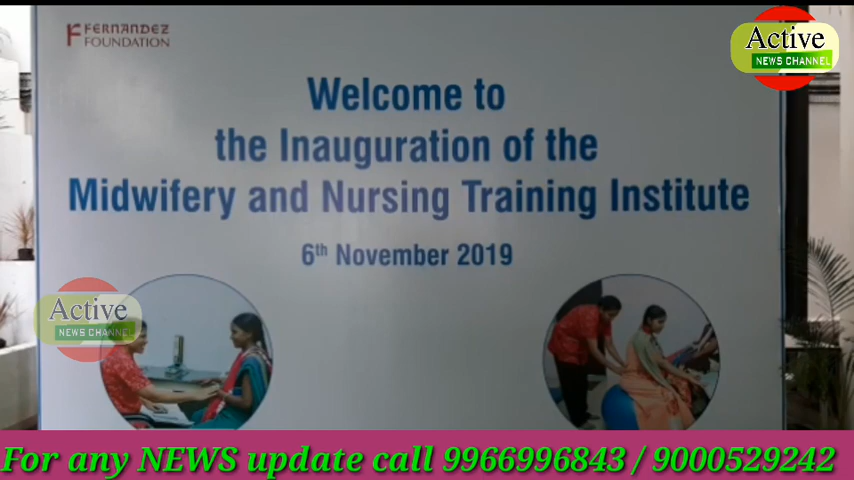 FERNANDEZ
FOUNDATION
Active
NEWS CHANNEL
Welcome to
the Inauguration of the
Midwifery and Nursing Training Institute
6th November 2019
Active
NEWS CHANNEL
For any NEWS update call 9966996843 / 9000529242